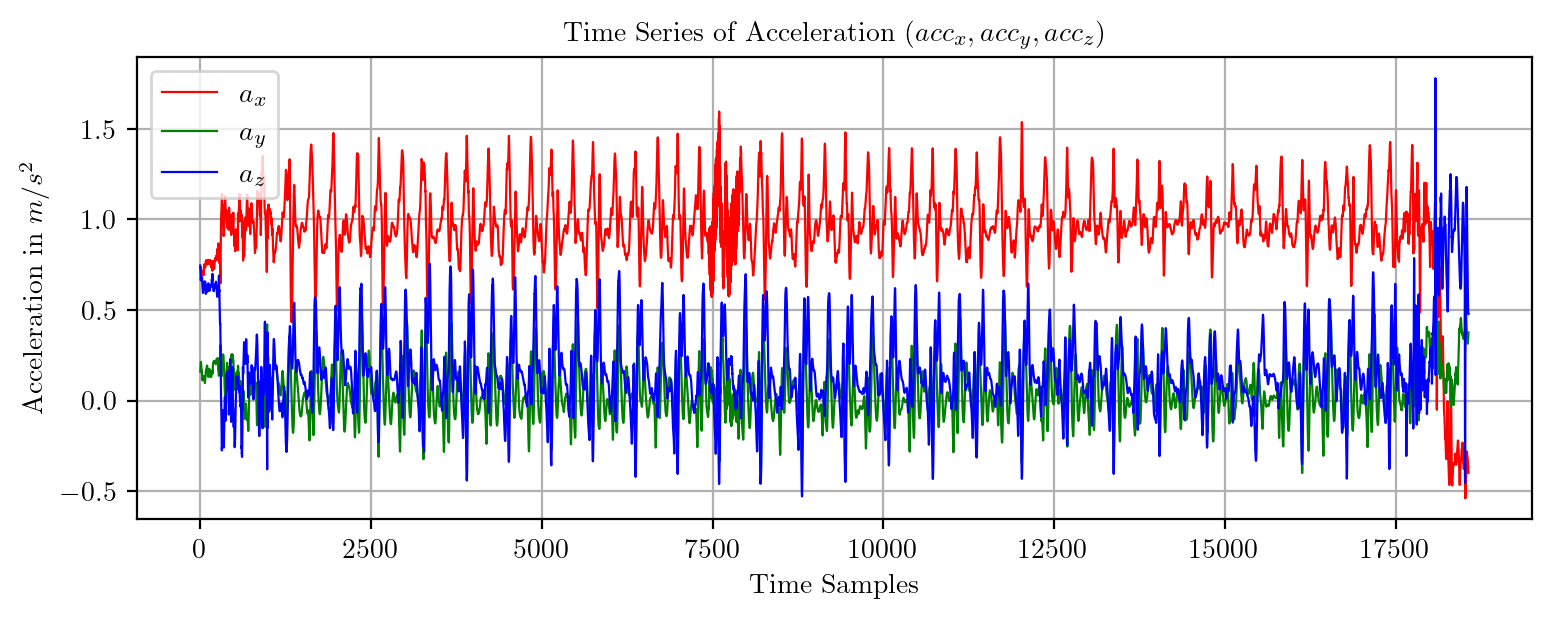 Time Series of Acceleration (acc_x, acc_y, acc_z)
a_x
a_y
a_z
Acceleration in m/s²
1.5
1.0
0.5
0.0
−0.5
0 2500 5000 7500 10000 12500 15000 17500
Time Samples